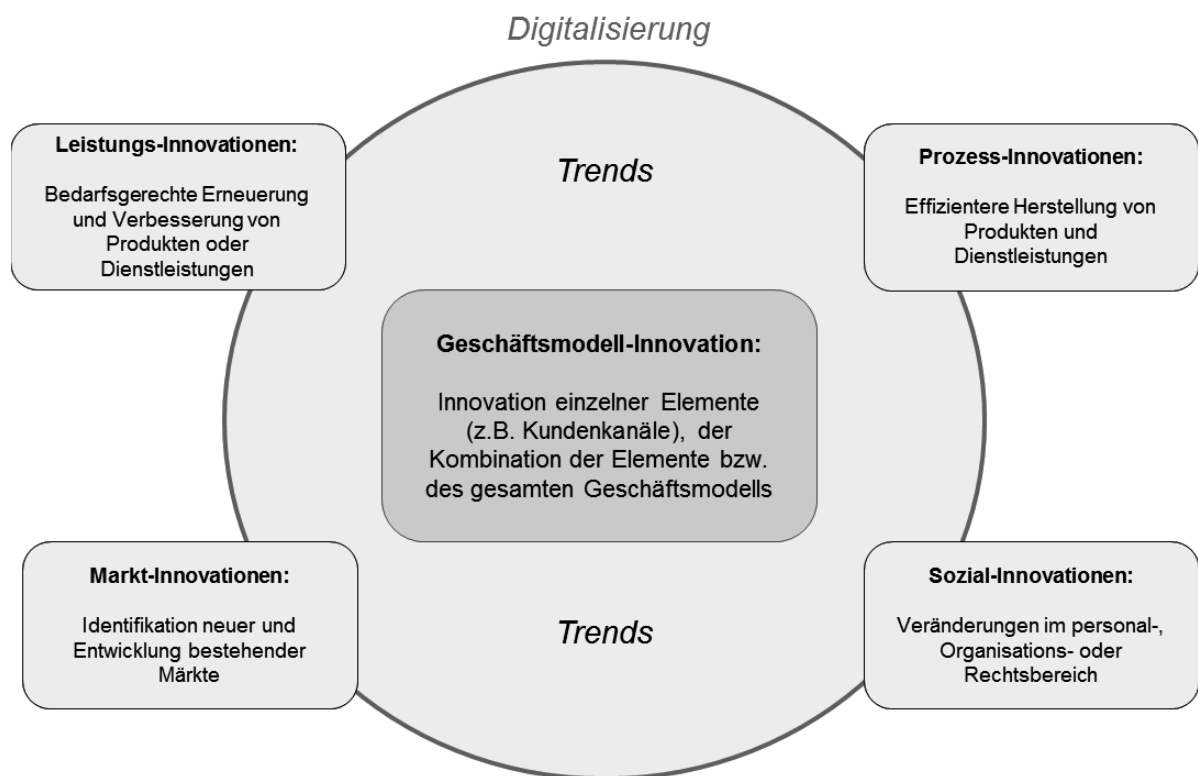 Digitalisierung
Leistungs-Innovationen:
Bedarfsgerechte Erneuerung
und Verbesserung von
Produkten oder
Dienstleistungen
Trends
Prozess-Innovationen:
Effizientere Herstellung von
Produkten und
Dienstleistungen
Geschäftsmodell-Innovation:
Innovation einzelner Elemente
(z.B. Kundenkanäle), der
Kombination der Elemente bzw.
des gesamten Geschäftsmodells
Markt-Innovationen:
Identifikation neuer und
Entwicklung bestehender
Märkte
Trends
Sozial-Innovationen:
Veränderungen im personal-,
Organisations- oder
Rechtsbereich